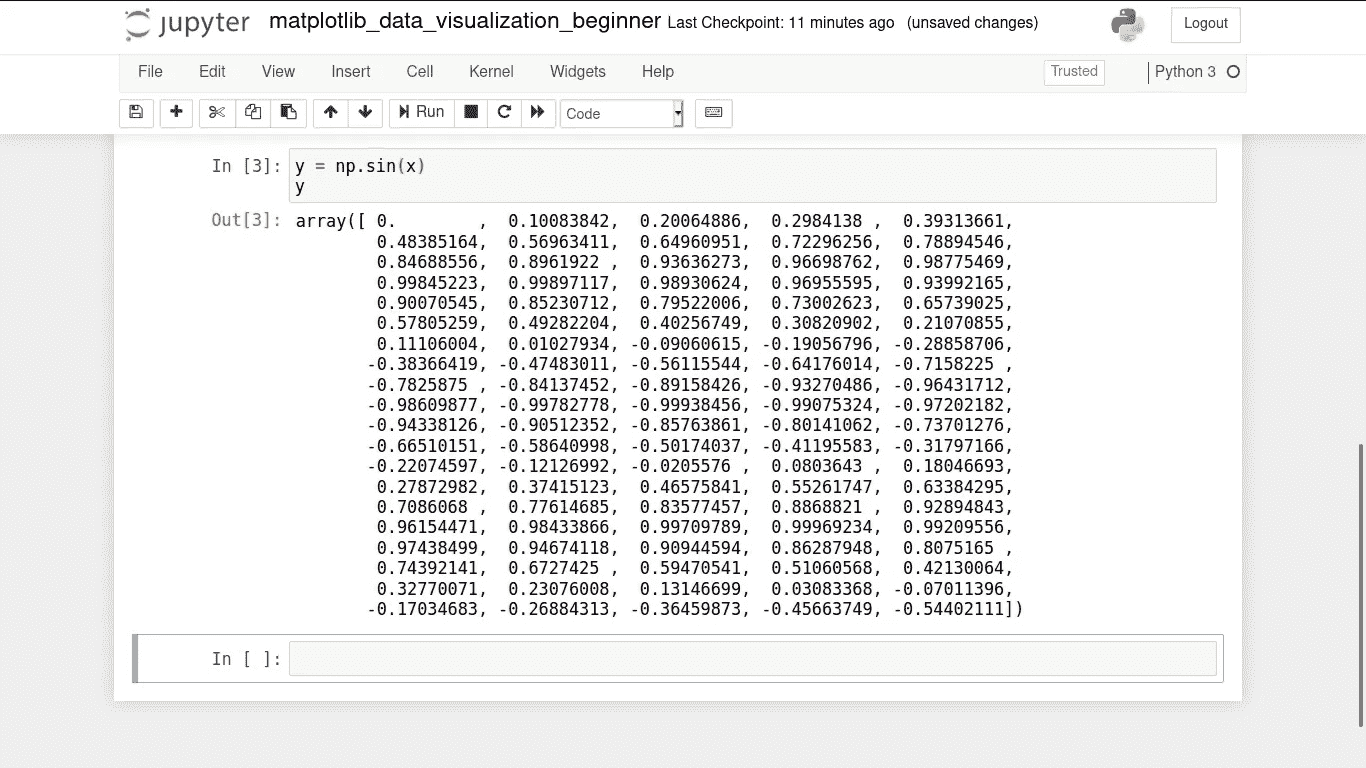 jupyter matplotlib_data_visualization_beginner Last Checkpoint: 11 minutes ago (unsaved changes) Logout
File Edit View Insert Cell Kernel Widgets Help Trusted Python 3
Run Code
In [3]: y = np.sin(x)
y
Out[3]: array([ 0.        ,  0.10083842,  0.20064886,  0.2984138 ,  0.39313661,
0.48385164,  0.56963411,  0.64960951,  0.72296256,  0.78894546,
0.84688556,  0.8961922 ,  0.93636273,  0.96698762,  0.98775469,
0.99845223,  0.99897117,  0.98930624,  0.96955595,  0.93992165,
0.90070545,  0.85230712,  0.79522006,  0.73002623,  0.65739025,
0.57805259,  0.49282204,  0.40256749,  0.30820902,  0.21070855,
0.11106004,  0.01027934, -0.09060615, -0.19056796, -0.28858706,
-0.38366419, -0.47483011, -0.56115544, -0.64176014, -0.7158225 ,
-0.7825875 , -0.84137452, -0.89158426, -0.93270486, -0.96431712,
-0.98609877, -0.99782778, -0.99938456, -0.99075324, -0.97202182,
-0.94338126, -0.90512352, -0.85763861, -0.80141062, -0.73701276,
-0.66510151, -0.58640998, -0.50174037, -0.41195583, -0.31797166,
-0.22074597, -0.12126992, -0.0205576 ,  0.0803643 ,  0.18046693,
0.27872982,  0.37415123,  0.46575841,  0.55261747,  0.63384295,
0.7086068 ,  0.77614685,  0.83577457,  0.8868821 ,  0.92894843,
0.96154471,  0.98433866,  0.99709789,  0.99969234,  0.99209556,
0.97438499,  0.94674118,  0.90944594,  0.86287948,  0.8075165 ,
0.74392141,  0.6727425 ,  0.59470541,  0.51060568,  0.42130064,
0.32770071,  0.23076008,  0.13146699,  0.03083368, -0.07011396,
-0.17034683, -0.26884313, -0.36459873, -0.45663749, -0.54402111])
In [ ]: